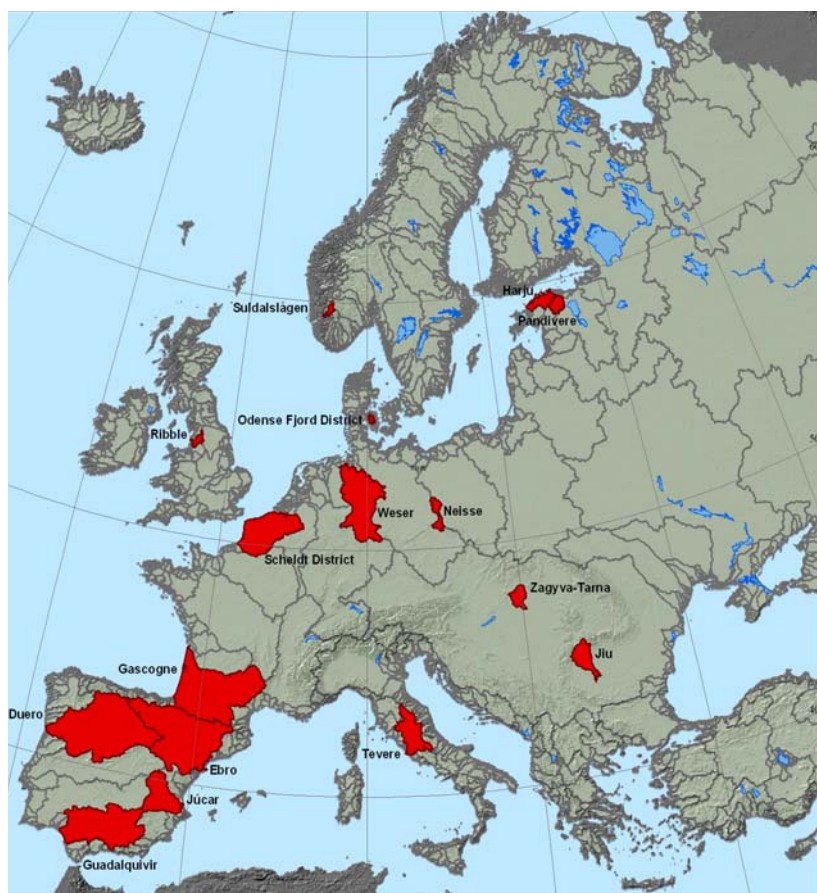 Suldalslågen
Harju
Pandivere
Odense Fjord District
Ribble
Weser
Neisse
Scheldt District
Zagyva-Tarna
Jiu
Gascogne
Duero
Ebro
Tevere
Júcar
Guadalquivir